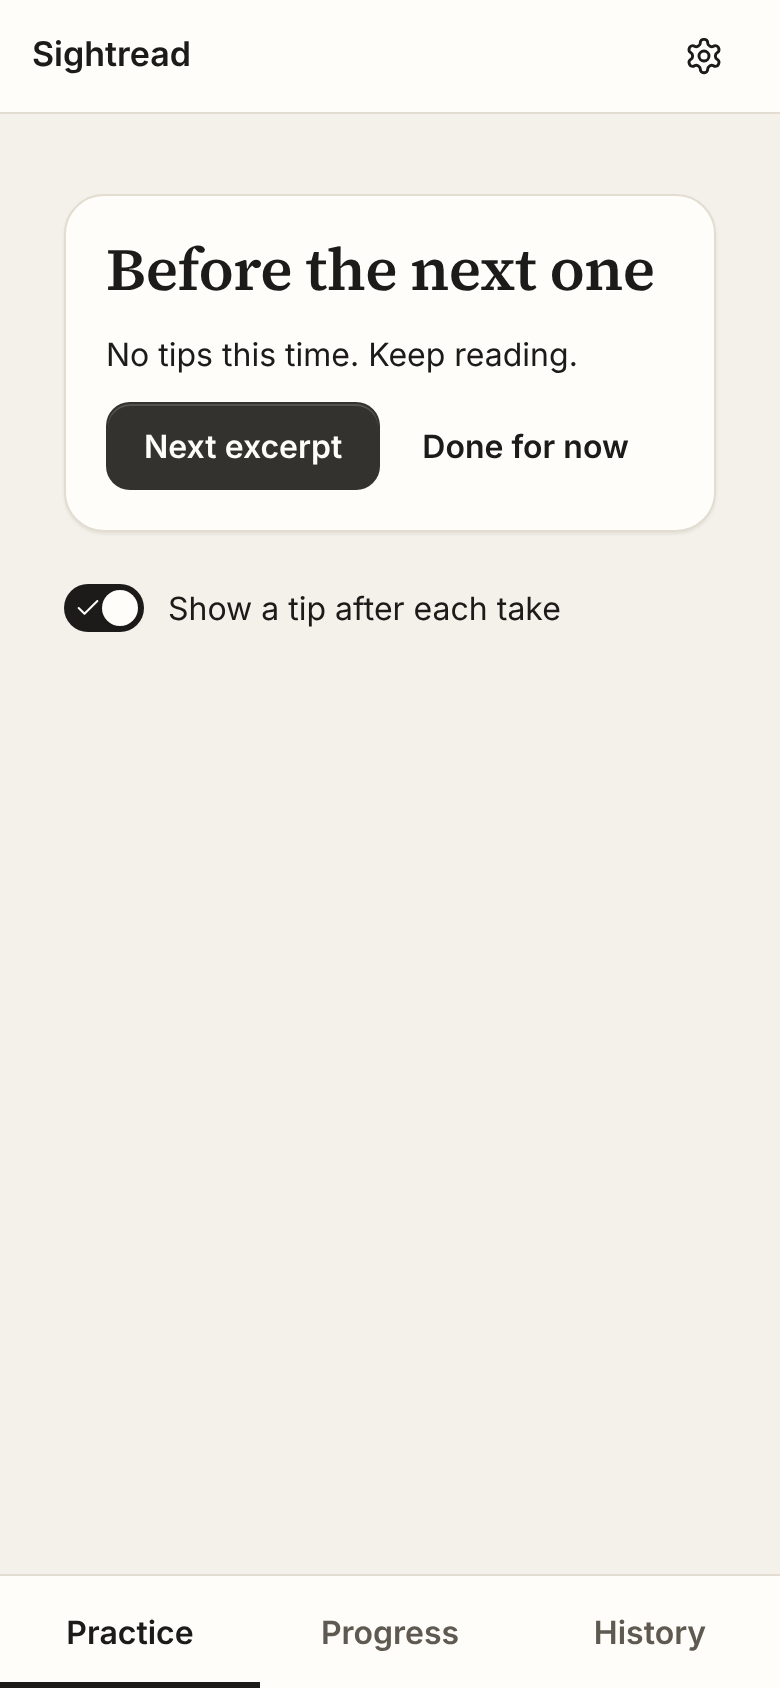 Sightread
Before the next one
No tips this time. Keep reading.
Next excerpt
Done for now
Show a tip after each take
Practice
Progress
History